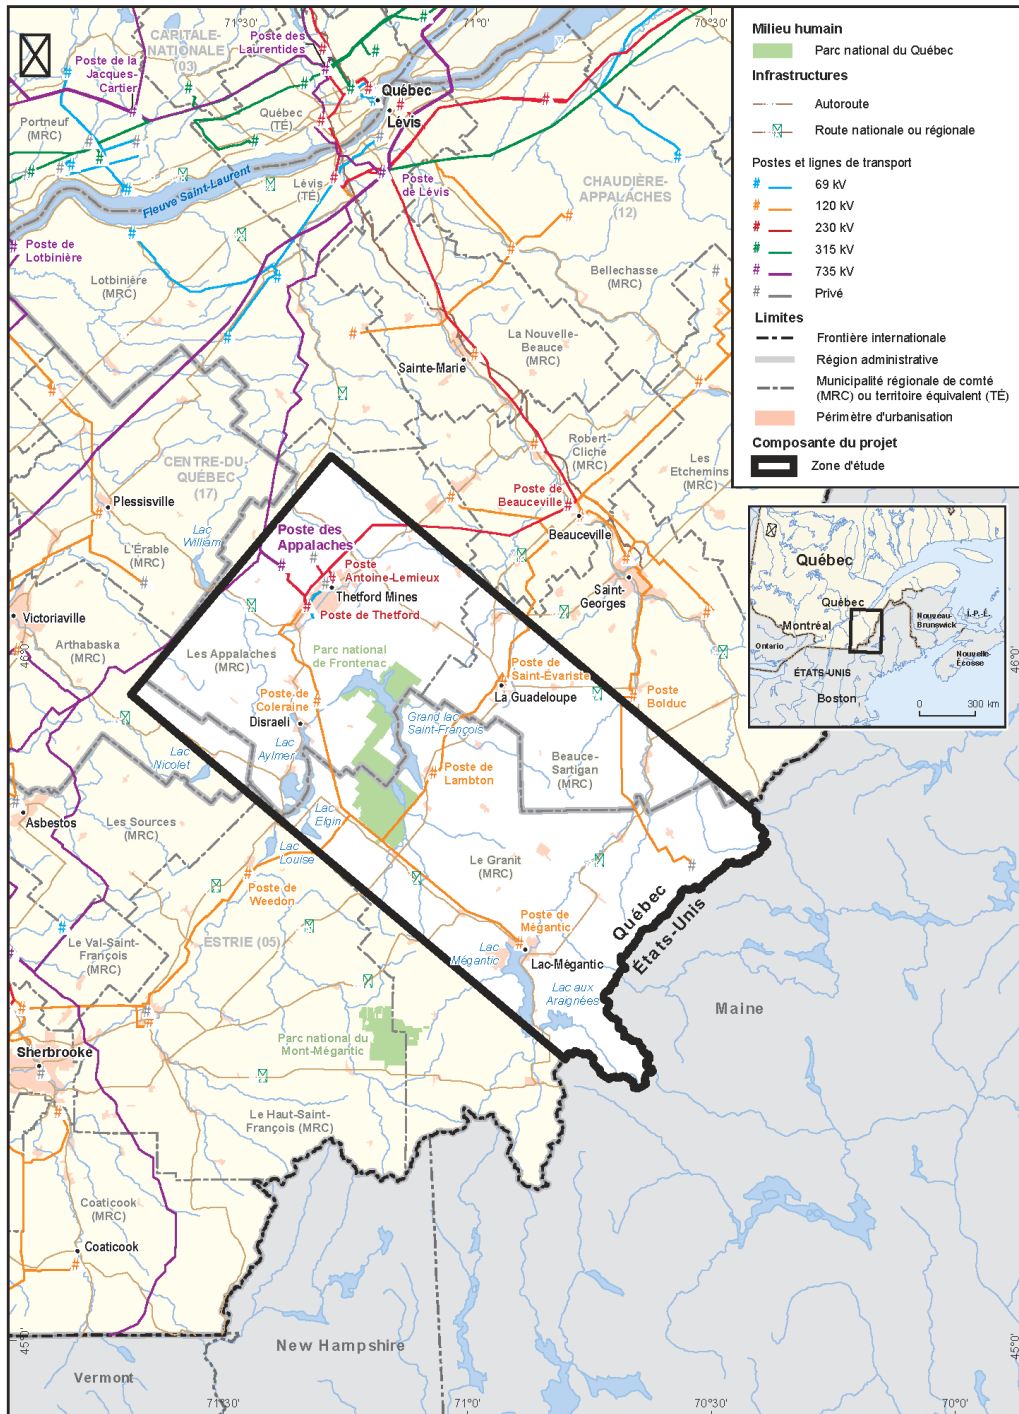 71°30'
71°0'
70°30'
CAPITALE-
NATIONALE
(03)
Poste des
Laurentides
Poste de la
Jacques-
Cartier
Québec
Lévis
Portneuf
(MRC)
Québec
(TÉ)
Fleuve Saint-Laurent
Lévis
(TÉ)
Poste
de Lévis
CHAUDIÈRE-
APPALACHES
(12)
Poste de
Lotbinière
Lotbinière
(MRC)
Bellechasse
(MRC)
La Nouvelle-
Beauce
(MRC)
Sainte-Marie
Robert-
Cliche
(MRC)
Les
Etchemins
(MRC)
CENTRE-DU-
QUÉBEC
(17)
Plessisville
Lac
William
L'Érable
(MRC)
Poste de
Beauceville
Beauceville
Poste des
Appalaches
Poste
Antoine-Lemieux
Thetford Mines
Poste de Thetford
Saint-
Georges
Victoriaville
46°0'
Arthabaska
(MRC)
Les Appalaches
(MRC)
Parc national
de Frontenac
Poste de
Saint-Évariste
La Guadeloupe
Poste
Bolduc
Poste de
Coleraine
Disraeli
Grand lac
Saint-François
Lac
Nicolet
Lac
Aylmer
Poste de
Lambton
Beauce-
Sartigan
(MRC)
Asbestos
Les Sources
(MRC)
Lac
Elgin
Lac
Louise
Poste de
Weedon
Le Granit
(MRC)
Québec
États-Unis
Poste de
Mégantic
Lac
Mégantic
Lac-Mégantic
Lac aux
Araignées
Le Val-Saint-
François
(MRC)
ESTRIE (05)
Maine
Sherbrooke
Parc national du
Mont-Mégantic
Le Haut-Saint-
François (MRC)
Coaticook
(MRC)
Coaticook
45°0'
New Hampshire
Vermont
71°30'
71°0'
70°30'
70°0'
46°0'
45°0'
Milieu humain
Parc national du Québec
Infrastructures
Autoroute
Route nationale ou régionale
Postes et lignes de transport
# 69 kV
# 120 kV
# 230 kV
# 315 kV
# 735 kV
# Privé
Limites
Frontière internationale
Région administrative
Municipalité régionale de comté
(MRC) ou territoire équivalent (TÉ)
Périmètre d'urbanisation
Composante du projet
Zone d'étude
Québec
Québec
Montréal
Ontario
Nouveau-
Brunswick
Î.-P.-É.
Nouvelle-
Écosse
ÉTATS-UNIS
Boston
0 300 km